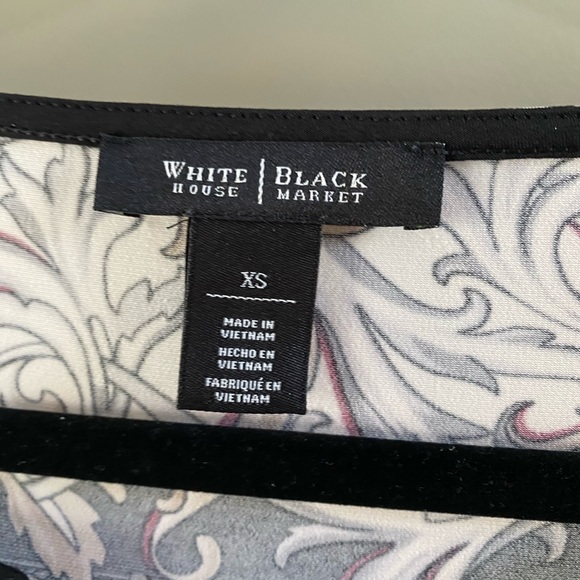 WHITE | BLACK
HOUSE | MARKET
XS
MADE IN
VIETNAM
HECHO EN
VIETNAM
FABRIQUÉ EN
VIETNAM